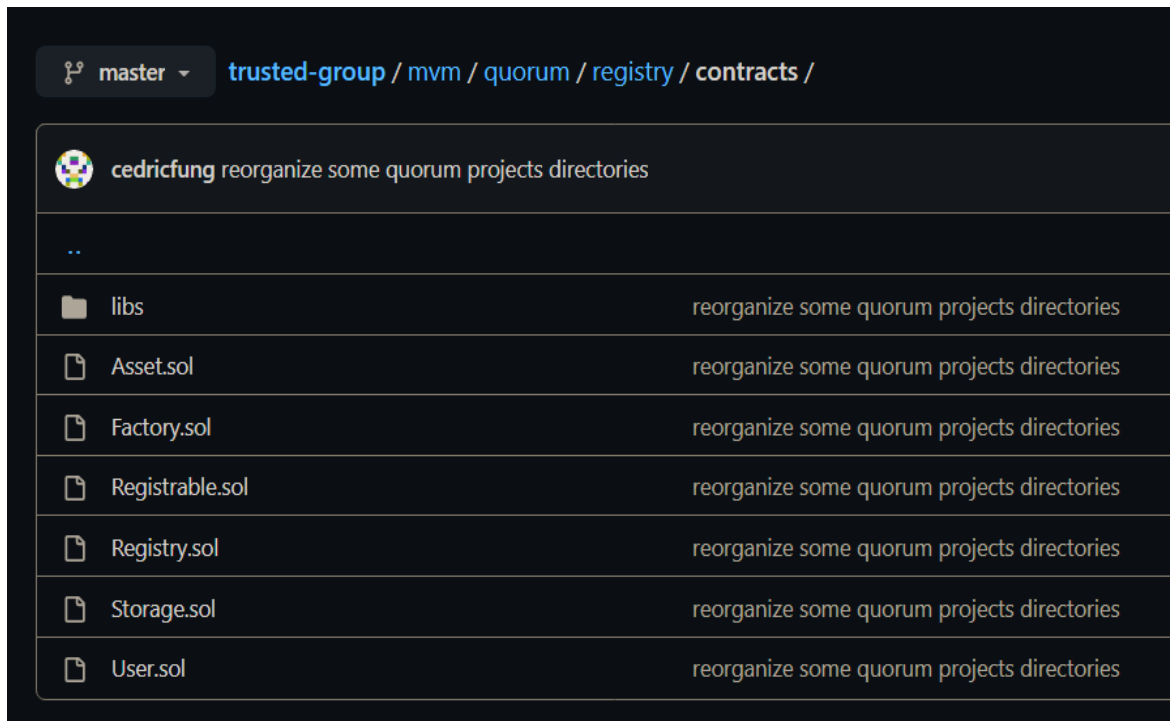 master trusted-group / mvm / quorum / registry / contracts /
cedricfung reorganize some quorum projects directories
..
libs reorganize some quorum projects directories
Asset.sol reorganize some quorum projects directories
Factory.sol reorganize some quorum projects directories
Registrable.sol reorganize some quorum projects directories
Registry.sol reorganize some quorum projects directories
Storage.sol reorganize some quorum projects directories
User.sol reorganize some quorum projects directories